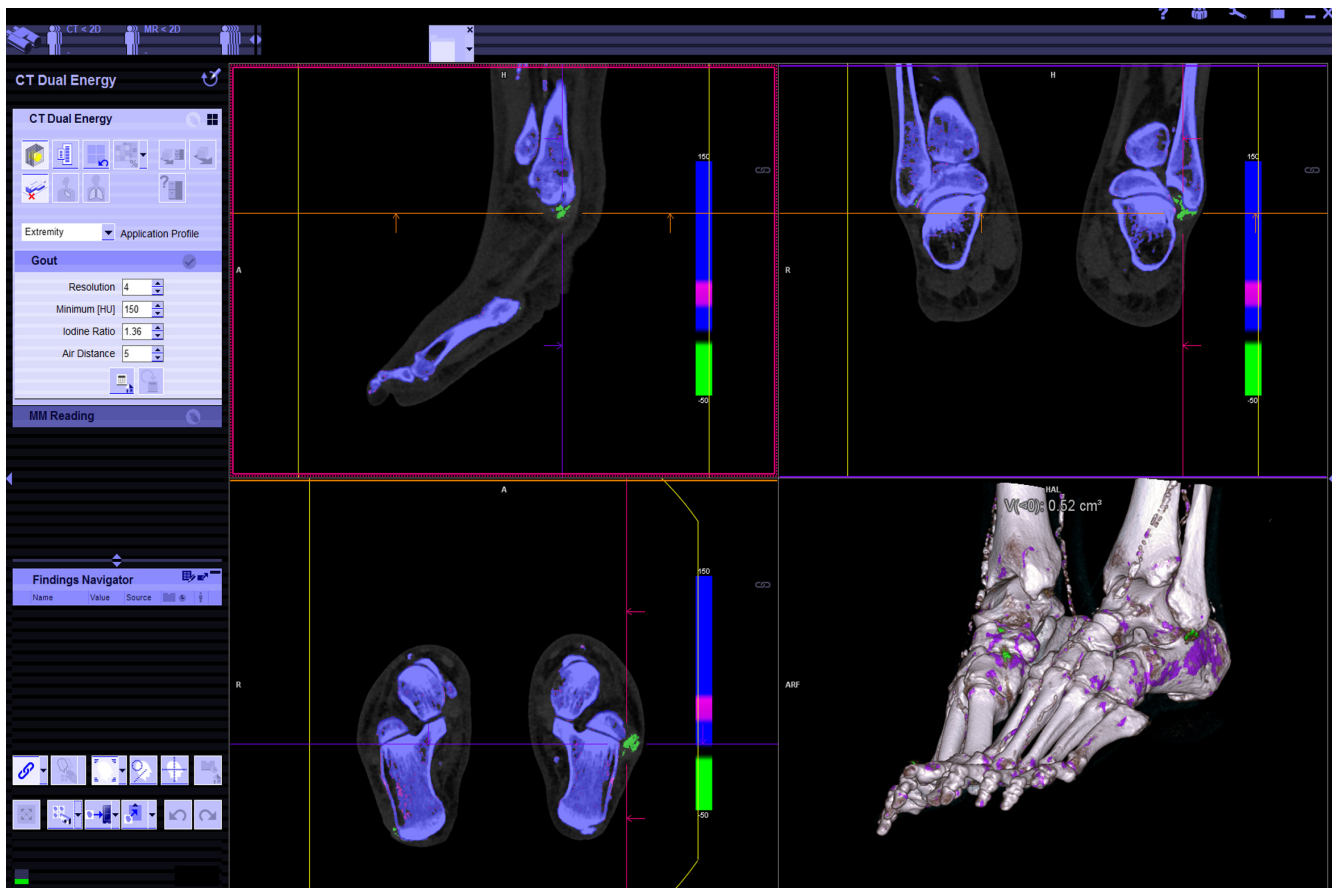 ?
CT < 2D
MR < 2D
CT Dual Energy
CT Dual Energy
Extremity
Application Profile
Gout
Resolution 4
Minimum [HU] 150
Iodine Ratio 1.36
Air Distance 5
MM Reading
Findings Navigator
Name Value Source
H
A
150
-50
H
R
150
-50
A
R
150
-50
HAL
V(<0): 0.52 cm³
ARF